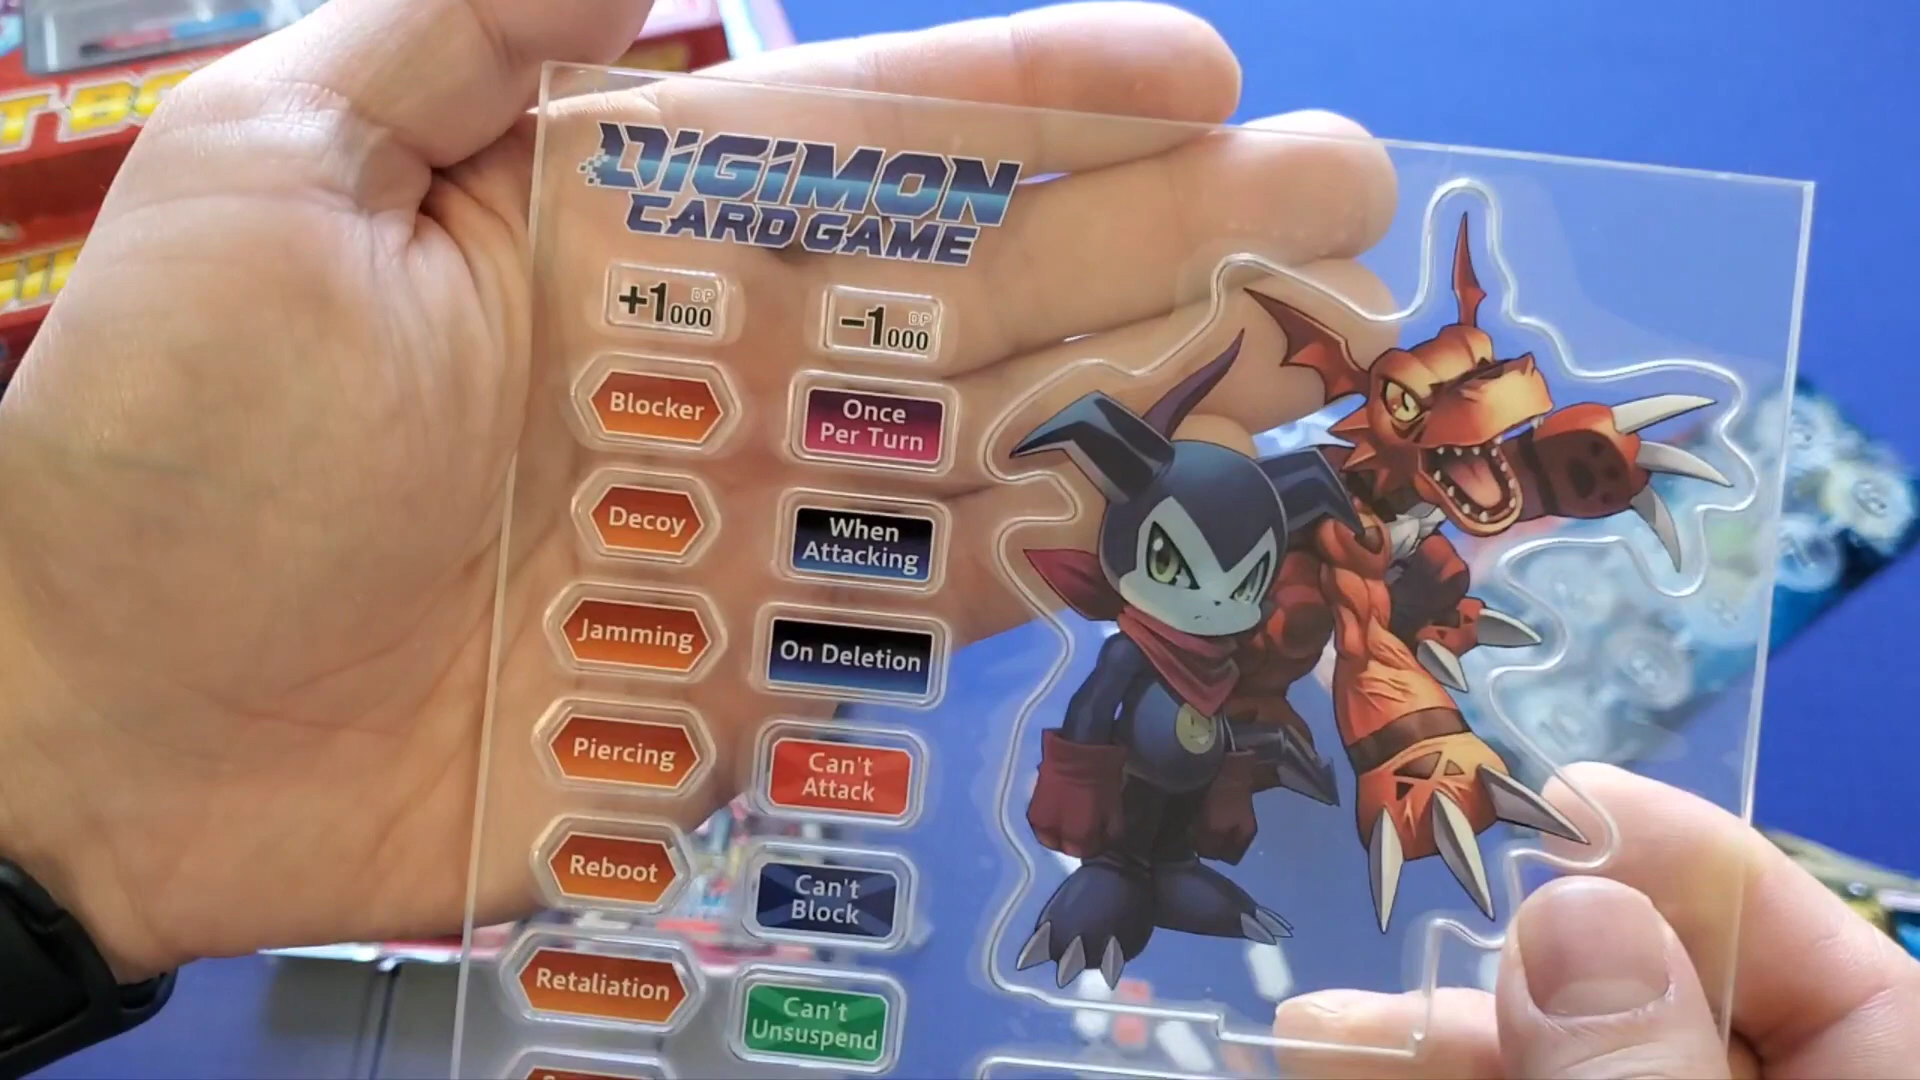 DIGIMON
CARD GAME
+1000 DP
-1000 DP
Blocker
Once
Per Turn
Decoy
When
Attacking
Jamming
On Deletion
Piercing
Can't
Attack
Reboot
Can't
Block
Retaliation
Can't
Unsuspend